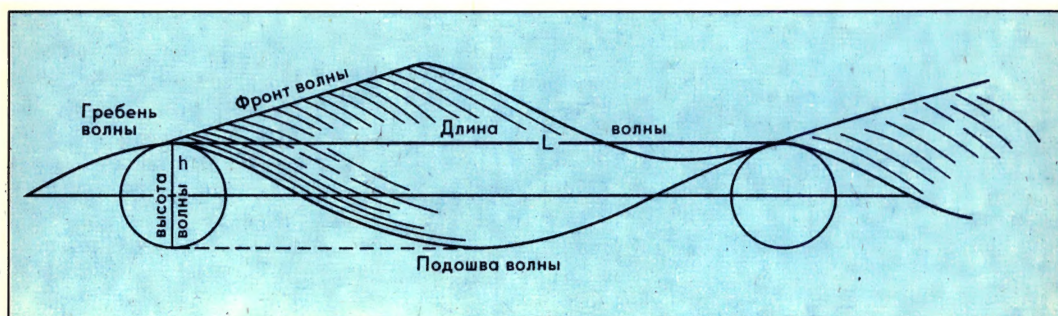 Фронт волны
Гребень
волны
Длина волны
L
h
высота
волны
Подошва волны